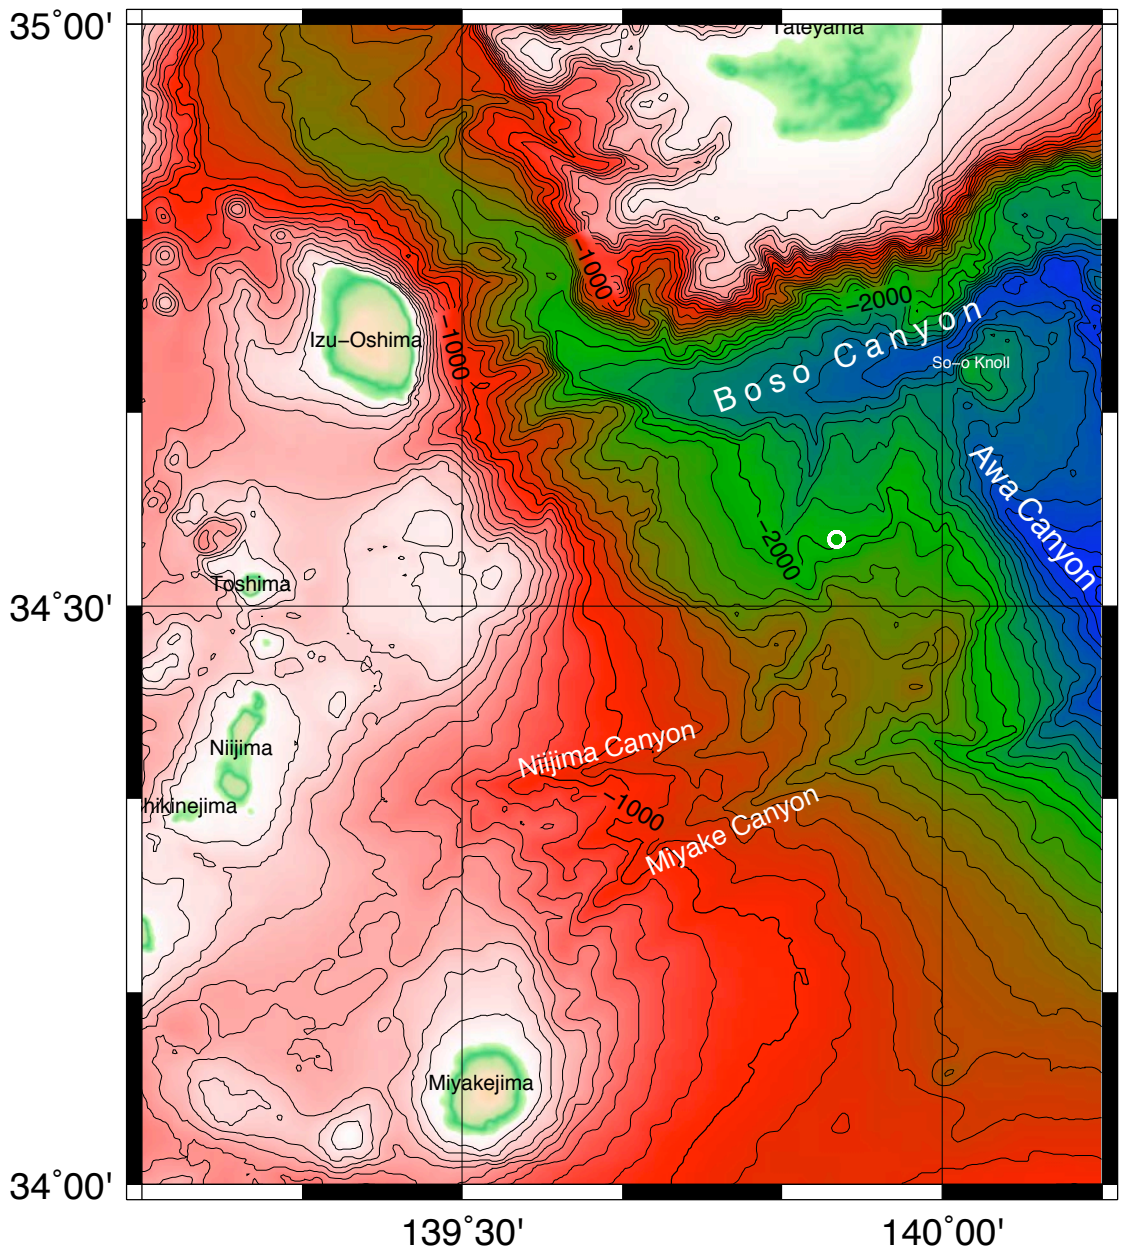 35°00'
Tateyama
−1000
−2000
Boso Canyon
Izu−Oshima
−1000
So−o Knoll
Awa Canyon
−2000
Toshima
34°30'
Niijima
Niijima Canyon
−1000
hikinejima
Miyake Canyon
Miyakejima
34°00'
139°30'
140°00'